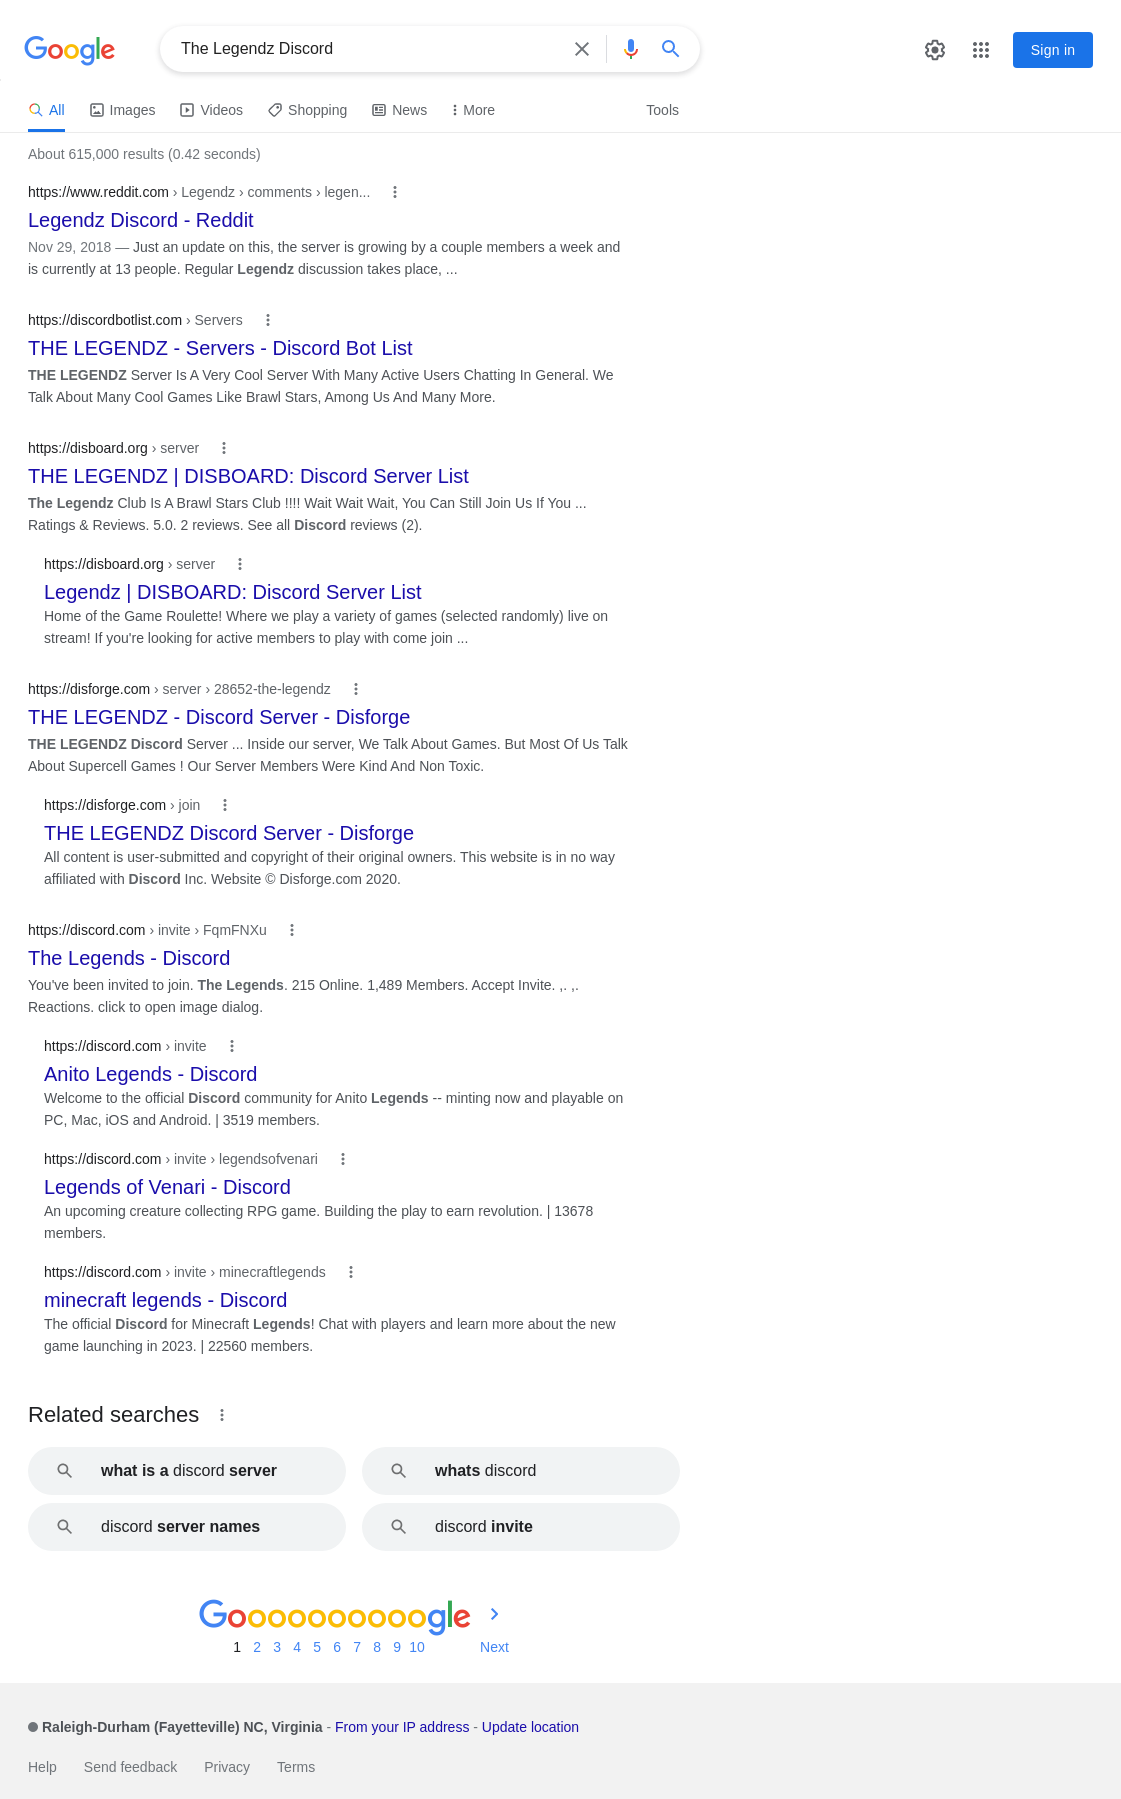 Google
The Legendz Discord
Sign in
All Images Videos Shopping News More Tools
About 615,000 results (0.42 seconds)
https://www.reddit.com › Legendz › comments › legen...
Legendz Discord - Reddit
Nov 29, 2018 — Just an update on this, the server is growing by a couple members a week and
is currently at 13 people. Regular Legendz discussion takes place, ...
https://discordbotlist.com › Servers
THE LEGENDZ - Servers - Discord Bot List
THE LEGENDZ Server Is A Very Cool Server With Many Active Users Chatting In General. We
Talk About Many Cool Games Like Brawl Stars, Among Us And Many More.
https://disboard.org › server
THE LEGENDZ | DISBOARD: Discord Server List
The Legendz Club Is A Brawl Stars Club !!!! Wait Wait Wait, You Can Still Join Us If You ...
Ratings & Reviews. 5.0. 2 reviews. See all Discord reviews (2).
https://disboard.org › server
Legendz | DISBOARD: Discord Server List
Home of the Game Roulette! Where we play a variety of games (selected randomly) live on
stream! If you're looking for active members to play with come join ...
https://disforge.com › server › 28652-the-legendz
THE LEGENDZ - Discord Server - Disforge
THE LEGENDZ Discord Server ... Inside our server, We Talk About Games. But Most Of Us Talk
About Supercell Games ! Our Server Members Were Kind And Non Toxic.
https://disforge.com › join
THE LEGENDZ Discord Server - Disforge
All content is user-submitted and copyright of their original owners. This website is in no way
affiliated with Discord Inc. Website © Disforge.com 2020.
https://discord.com › invite › FqmFNXu
The Legends - Discord
You've been invited to join. The Legends. 215 Online. 1,489 Members. Accept Invite. ,. ,.
Reactions. click to open image dialog.
https://discord.com › invite
Anito Legends - Discord
Welcome to the official Discord community for Anito Legends -- minting now and playable on
PC, Mac, iOS and Android. | 3519 members.
https://discord.com › invite › legendsofvenari
Legends of Venari - Discord
An upcoming creature collecting RPG game. Building the play to earn revolution. | 13678
members.
https://discord.com › invite › minecraftlegends
minecraft legends - Discord
The official Discord for Minecraft Legends! Chat with players and learn more about the new
game launching in 2023. | 22560 members.
Related searches
what is a discord server
whats discord
discord server names
discord invite
Goooooooooogle
1 2 3 4 5 6 7 8 9 10 Next
Raleigh-Durham (Fayetteville) NC, Virginia - From your IP address - Update location
Help Send feedback Privacy Terms